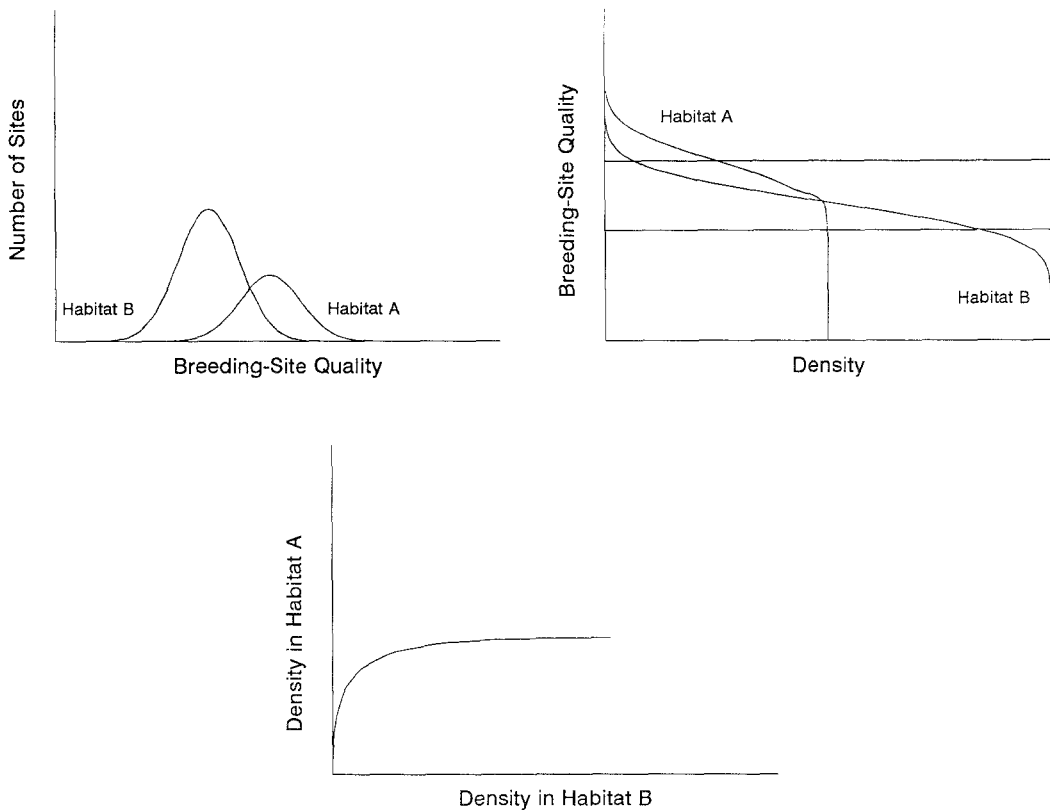 Number of Sites
Habitat B
Habitat A
Breeding-Site Quality
Breeding-Site Quality
Habitat A
Habitat B
Density
Density in Habitat A
Density in Habitat B